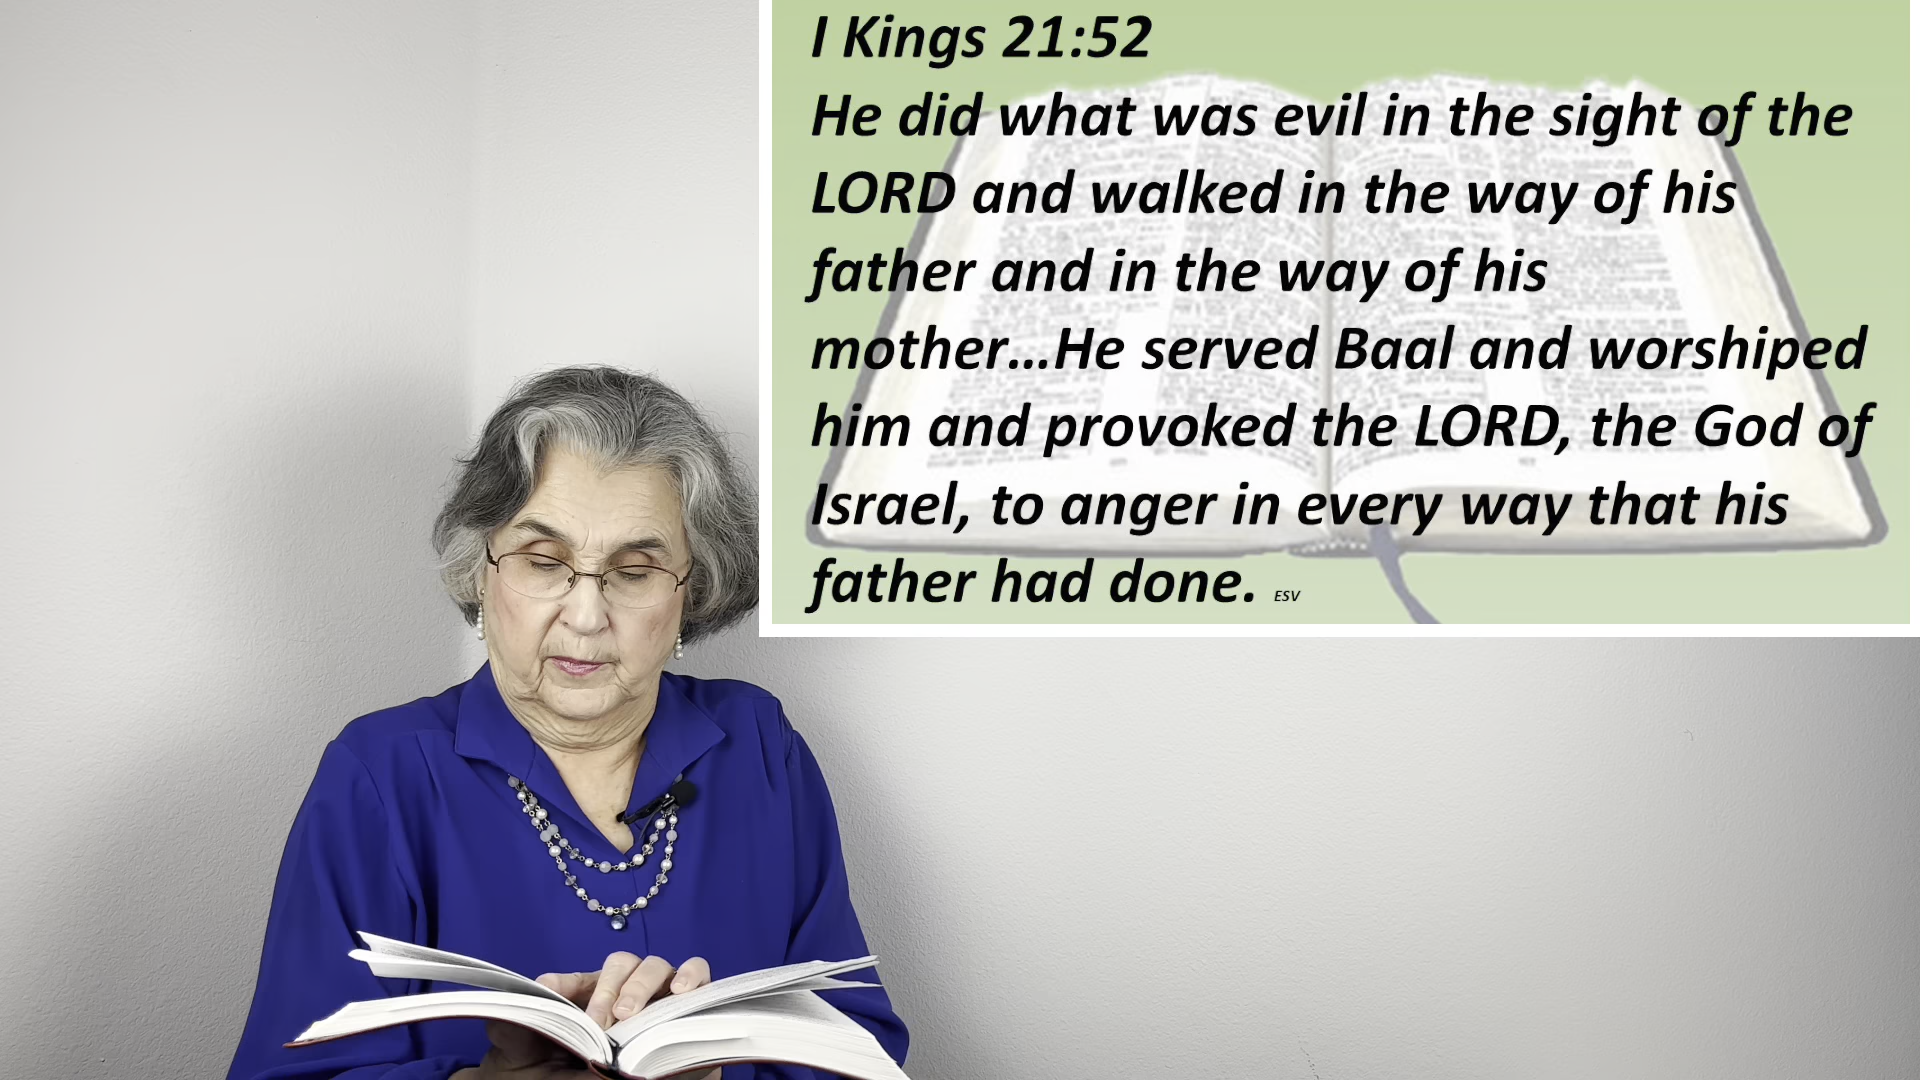 I Kings 21:52
He did what was evil in the sight of the
LORD and walked in the way of his
father and in the way of his
mother…He served Baal and worshiped
him and provoked the LORD, the God of
Israel, to anger in every way that his
father had done. ESV